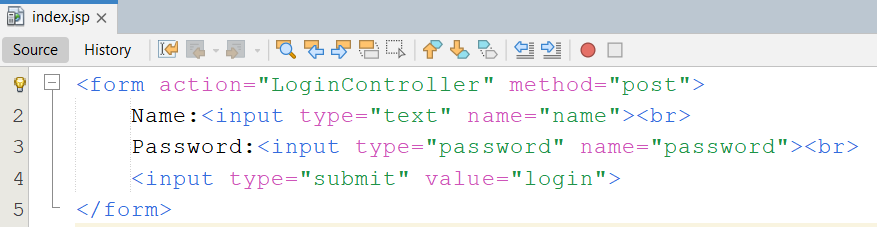 index.jsp
Source History
<form action="LoginController" method="post">
2 Name:<input type="text" name="name"><br>
3 Password:<input type="password" name="password"><br>
4 <input type="submit" value="login">
5 </form>